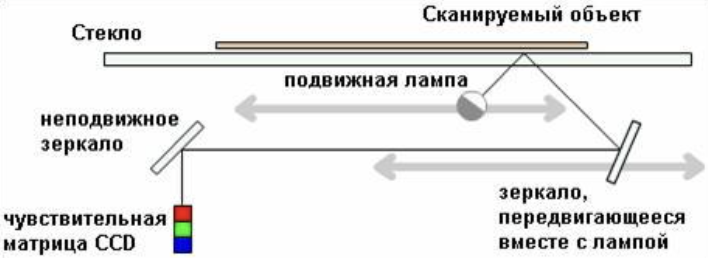 Сканируемый объект
Стекло
подвижная лампа
неподвижное
зеркало
зеркало,
передвигающееся
вместе с лампой
чувствительная
матрица CCD